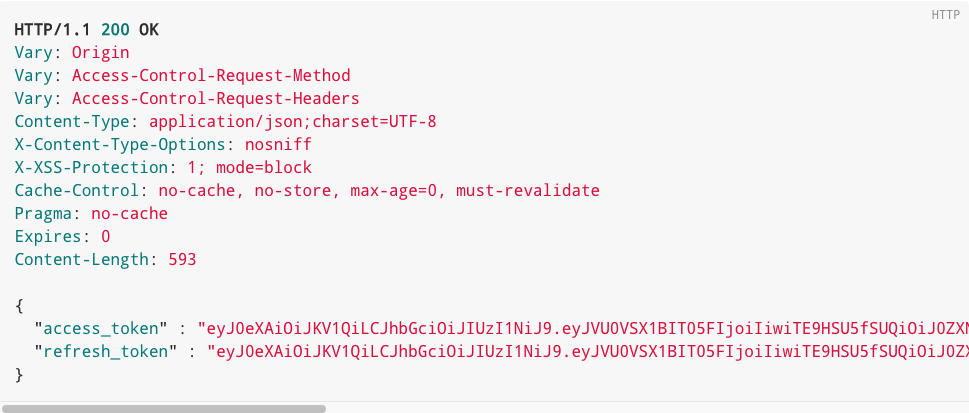 HTTP
HTTP/1.1 200 OK
Vary: Origin
Vary: Access-Control-Request-Method
Vary: Access-Control-Request-Headers
Content-Type: application/json;charset=UTF-8
X-Content-Type-Options: nosniff
X-XSS-Protection: 1; mode=block
Cache-Control: no-cache, no-store, max-age=0, must-revalidate
Pragma: no-cache
Expires: 0
Content-Length: 593
{
"access_token" : "eyJ0eXAiOiJKV1QiLCJhbGciOiJIUzI1NiJ9.eyJVU0VSX1BIT05FIjoiIiwiTE9HSU5fSUQiOiJ0ZXN
"refresh_token" : "eyJ0eXAiOiJKV1QiLCJhbGciOiJIUzI1NiJ9.eyJVU0VSX1BIT05FIjoiIiwiTE9HSU5fSUQiOiJ0ZX
}